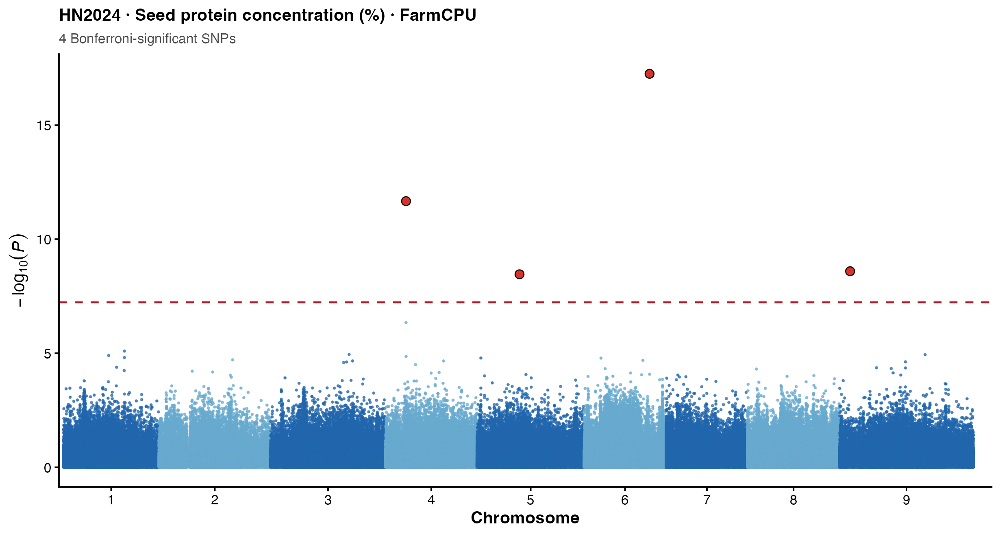 HN2024 · Seed protein concentration (%) · FarmCPU
4 Bonferroni-significant SNPs
−log10(P)
15
10
5
0
1 2 3 4 5 6 7 8 9
Chromosome